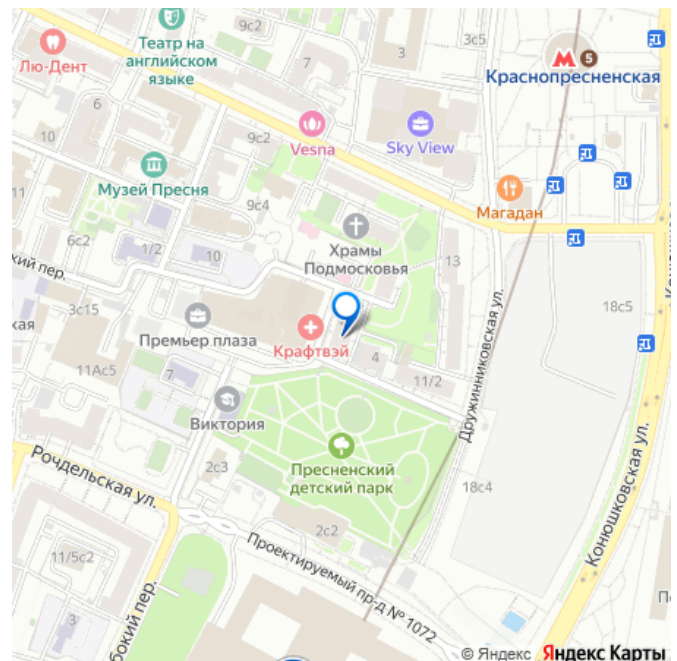 9с2
3с5
Театр на
английском
языке
7
3
М 5
Краснопресненская
Лю-Дент
6
9с2
Vesna
Sky View
10
Музей Пресня
Магадан
11
9с4
6с2
1/2
10
Храмы
Подмосковья
13
кий пер.
3с15
18с5
кая
Премьер плаза
Крафтвэй
4
Дружинниковская ул.
11Ас5
7
11/2
Виктория
Пресненский
детский парк
2с3
Рочдельская ул.
18с4
Конюшковская ул.
2с2
11/5с2
Проектируемый пр-д № 1072
3
бокий пер.
© Яндекс Яндекс Карты